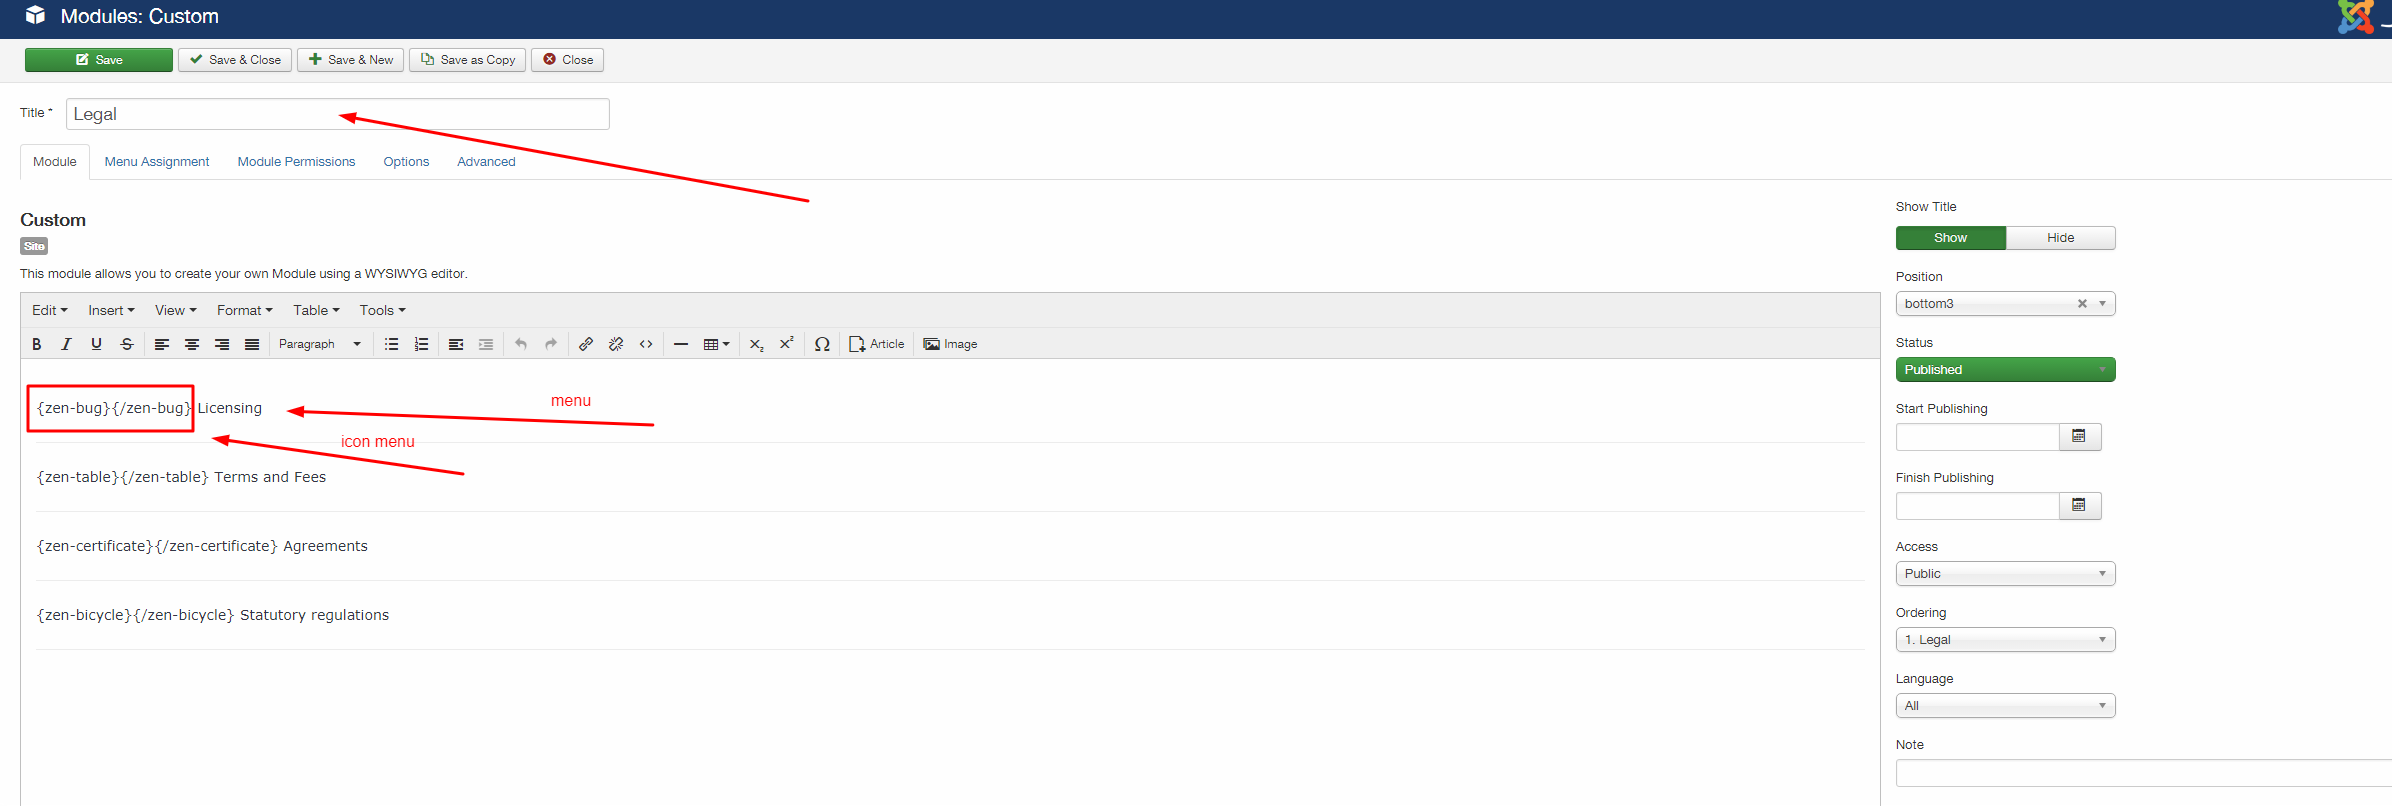 Modules: Custom
Save
Save & Close
Save & New
Save as Copy
Close
Title *
Legal
Module
Menu Assignment
Module Permissions
Options
Advanced
Custom
Site
This module allows you to create your own Module using a WYSIWYG editor.
Edit
Insert
View
Format
Table
Tools
B I U S
Paragraph
Article
Image
{zen-bug}{/zen-bug} Licensing
menu
icon menu
{zen-table}{/zen-table} Terms and Fees
{zen-certificate}{/zen-certificate} Agreements
{zen-bicycle}{/zen-bicycle} Statutory regulations
Show Title
Show
Hide
Position
bottom3
Status
Published
Start Publishing
Finish Publishing
Access
Public
Ordering
1. Legal
Language
All
Note